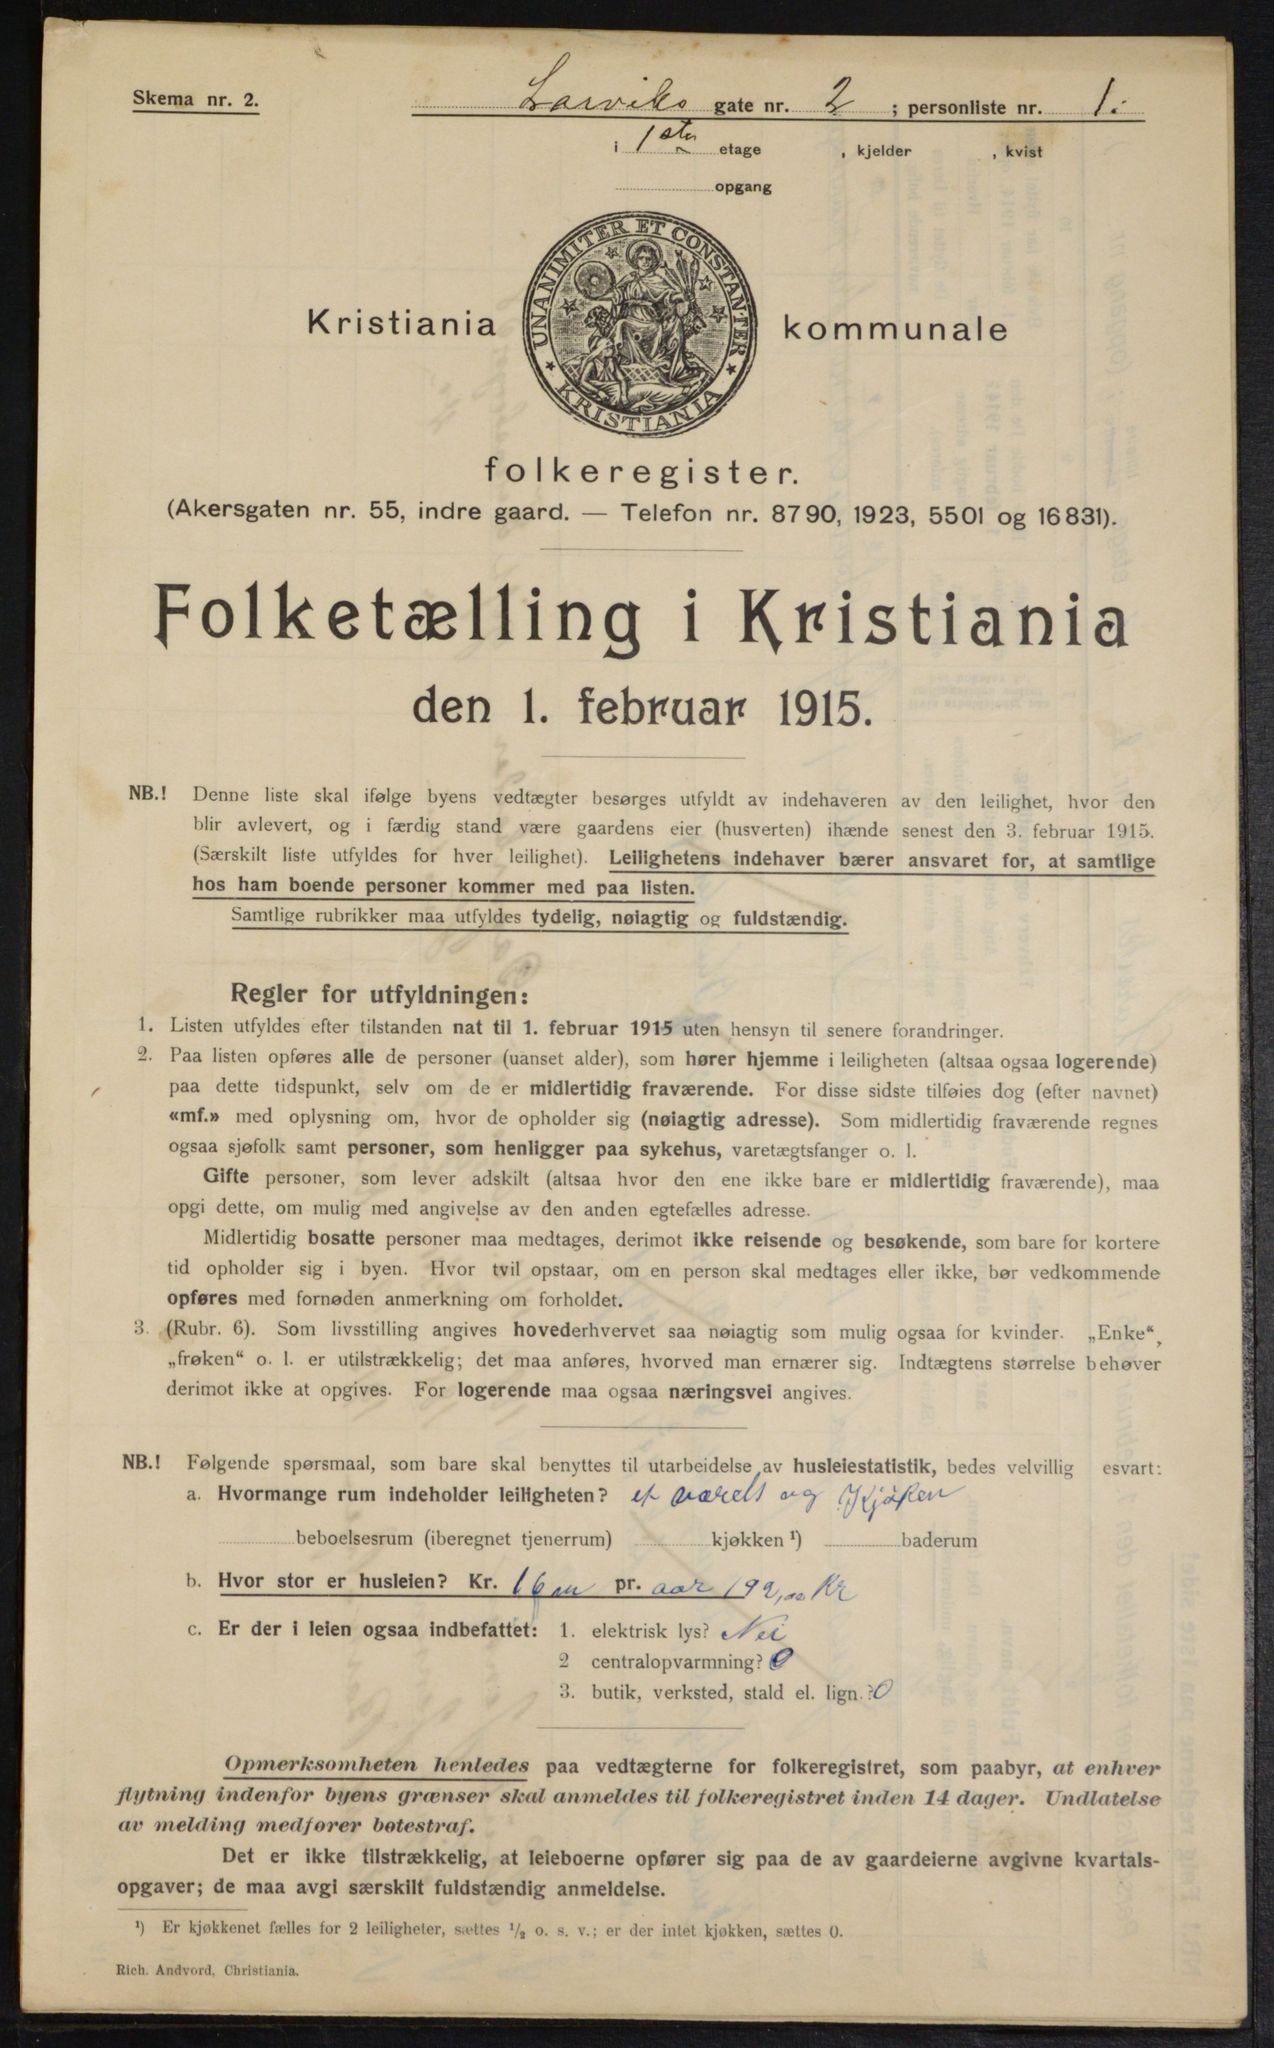 Skema nr. 2.
Larviks gate nr. 2 ; personliste nr. 1.
i 1ste etage , kjelder , kvist
opgang
UNANIMITER ET CONSTANTER
KRISTIANIA
Kristiania kommunale
folkeregister.
(Akersgaten nr. 55, indre gaard. — Telefon nr. 8790, 1923, 5501 og 16831).
Folketælling i Kristiania
den 1. februar 1915.
NB.! Denne liste skal ifølge byens vedtægter besørges utfyldt av indehaveren av den leilighet, hvor den
blir avlevert, og i færdig stand være gaardens eier (husverten) ihænde senest den 3. februar 1915.
(Særskilt liste utfyldes for hver leilighet). Leilighetens indehaver bærer ansvaret for, at samtlige
hos ham boende personer kommer med paa listen.
Samtlige rubrikker maa utfyldes tydelig, nøiagtig og fuldstændig.
Regler for utfyldningen:
1. Listen utfyldes efter tilstanden nat til 1. februar 1915 uten hensyn til senere forandringer.
2. Paa listen opføres alle de personer (uanset alder), som hører hjemme i leiligheten (altsaa ogsaa logerende)
paa dette tidspunkt, selv om de er midlertidig fraværende. For disse sidste tilføies dog (efter navnet)
«mf.» med oplysning om, hvor de opholder sig (nøiagtig adresse). Som midlertidig fraværende regnes
ogsaa sjøfolk samt personer, som henligger paa sykehus, varetægtsfanger o. l.
Gifte personer, som lever adskilt (altsaa hvor den ene ikke bare er midlertidig fraværende), maa
opgi dette, om mulig med angivelse av den anden egtefælles adresse.
Midlertidig bosatte personer maa medtages, derimot ikke reisende og besøkende, som bare for kortere
tid opholder sig i byen. Hvor tvil opstaar, om en person skal medtages eller ikke, bør vedkommende
opføres med fornøden anmerkning om forholdet.
3. (Rubr. 6). Som livsstilling angives hovederhvervet saa nøiagtig som mulig ogsaa for kvinder. „Enke“,
„frøken“ o. l. er utilstrækkelig; det maa anføres, hvorved man ernærer sig. Indtægtens størrelse behøver
derimot ikke at opgives. For logerende maa ogsaa næringsvei angives.
NB.! Følgende spørsmaal, som bare skal benyttes til utarbeidelse av husleiestatistik, bedes velvillig esvart:
a. Hvormange rum indeholder leiligheten? et værels og Kjøken
beboelsesrum (iberegnet tjenerrum) kjøkken ¹) baderum
b. Hvor stor er husleien? Kr. 16 pr. aar 192,00 Kr
c. Er der i leien ogsaa indbefattet: 1. elektrisk lys? Nei
2 centralopvarmning? 0
3. butik, verksted, stald el. lign.? 0
Opmerksomheten henledes paa vedtægterne for folkeregistret, som paabyr, at enhver
flytning indenfor byens grænser skal anmeldes til folkeregistret inden 14 dager. Undlatelse
av melding medfører bøtestraf.
Det er ikke tilstrækkelig, at leieboerne opfører sig paa de av gaardeierne avgivne kvartals-
opgaver; de maa avgi særskilt fuldstændig anmeldelse.
¹) Er kjøkkenet fælles for 2 leiligheter, sættes ½ o. s. v.; er der intet kjøkken, sættes 0.
Rich. Andvord, Christiania.